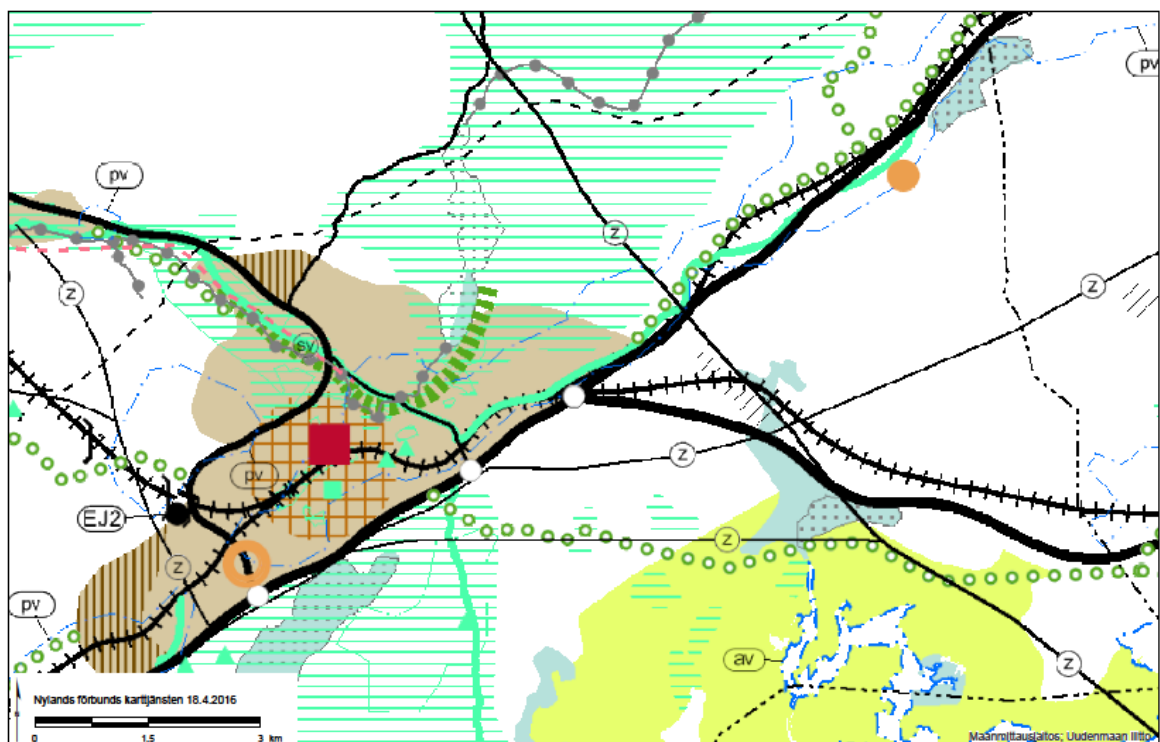 pv
pv
z
z
z
sv
z
pv
EJ2
z
z
pv
av
z
Nylands förbunds karttjänsten 18.4.2016
0 1,5 3 km
Maanmittauslaitos; Uudenmaan liitto